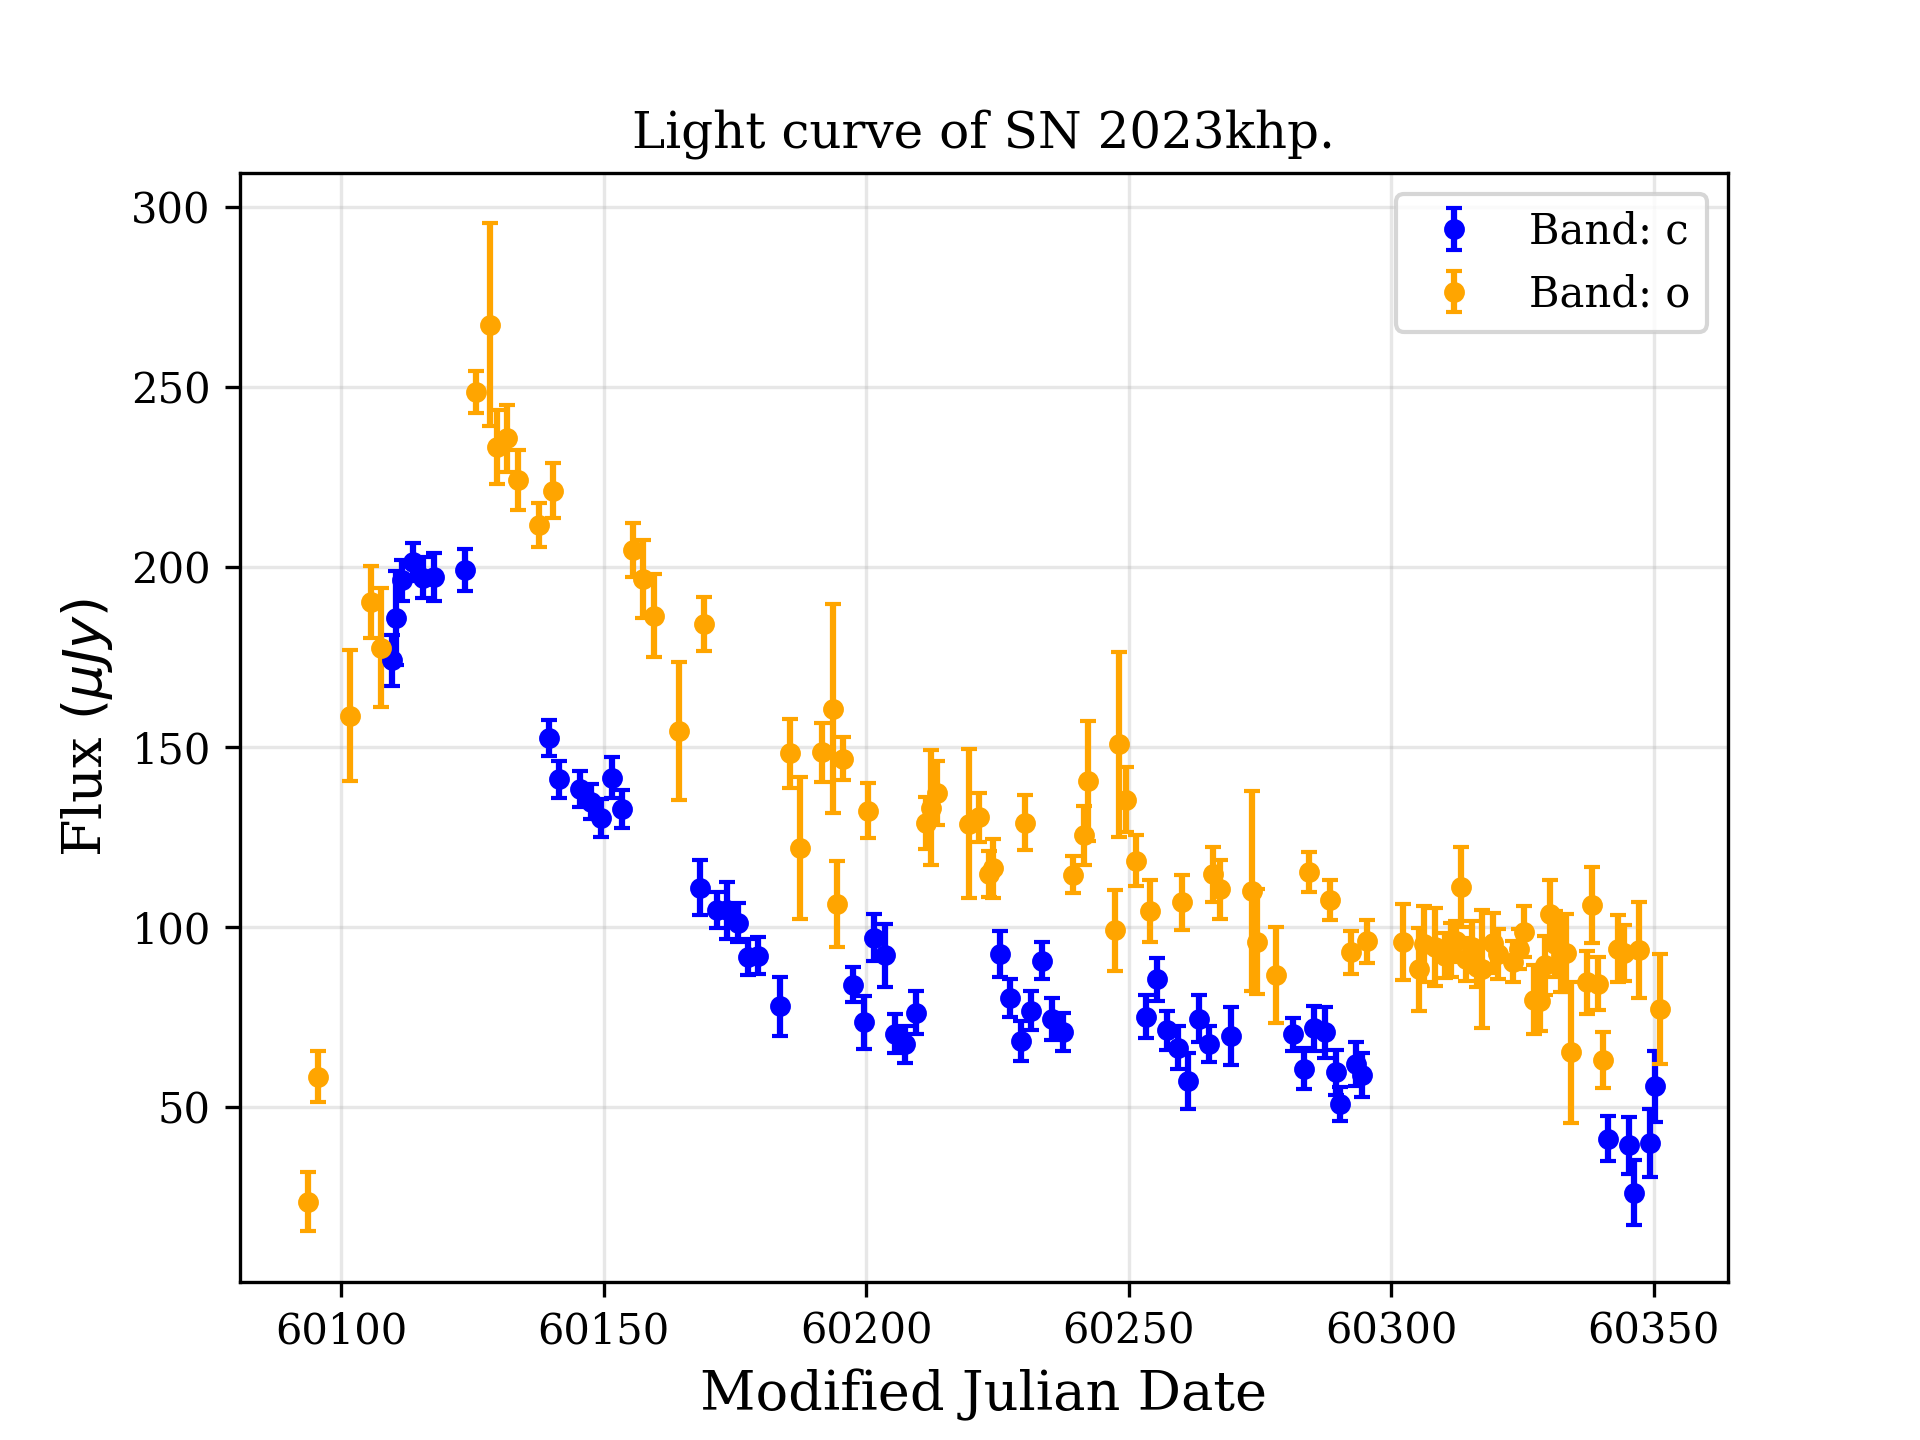 Light curve of SN 2023khp.
Band: c
Band: o
300
250
200
150
100
50
Flux (μJy)
60100 60150 60200 60250 60300 60350
Modified Julian Date